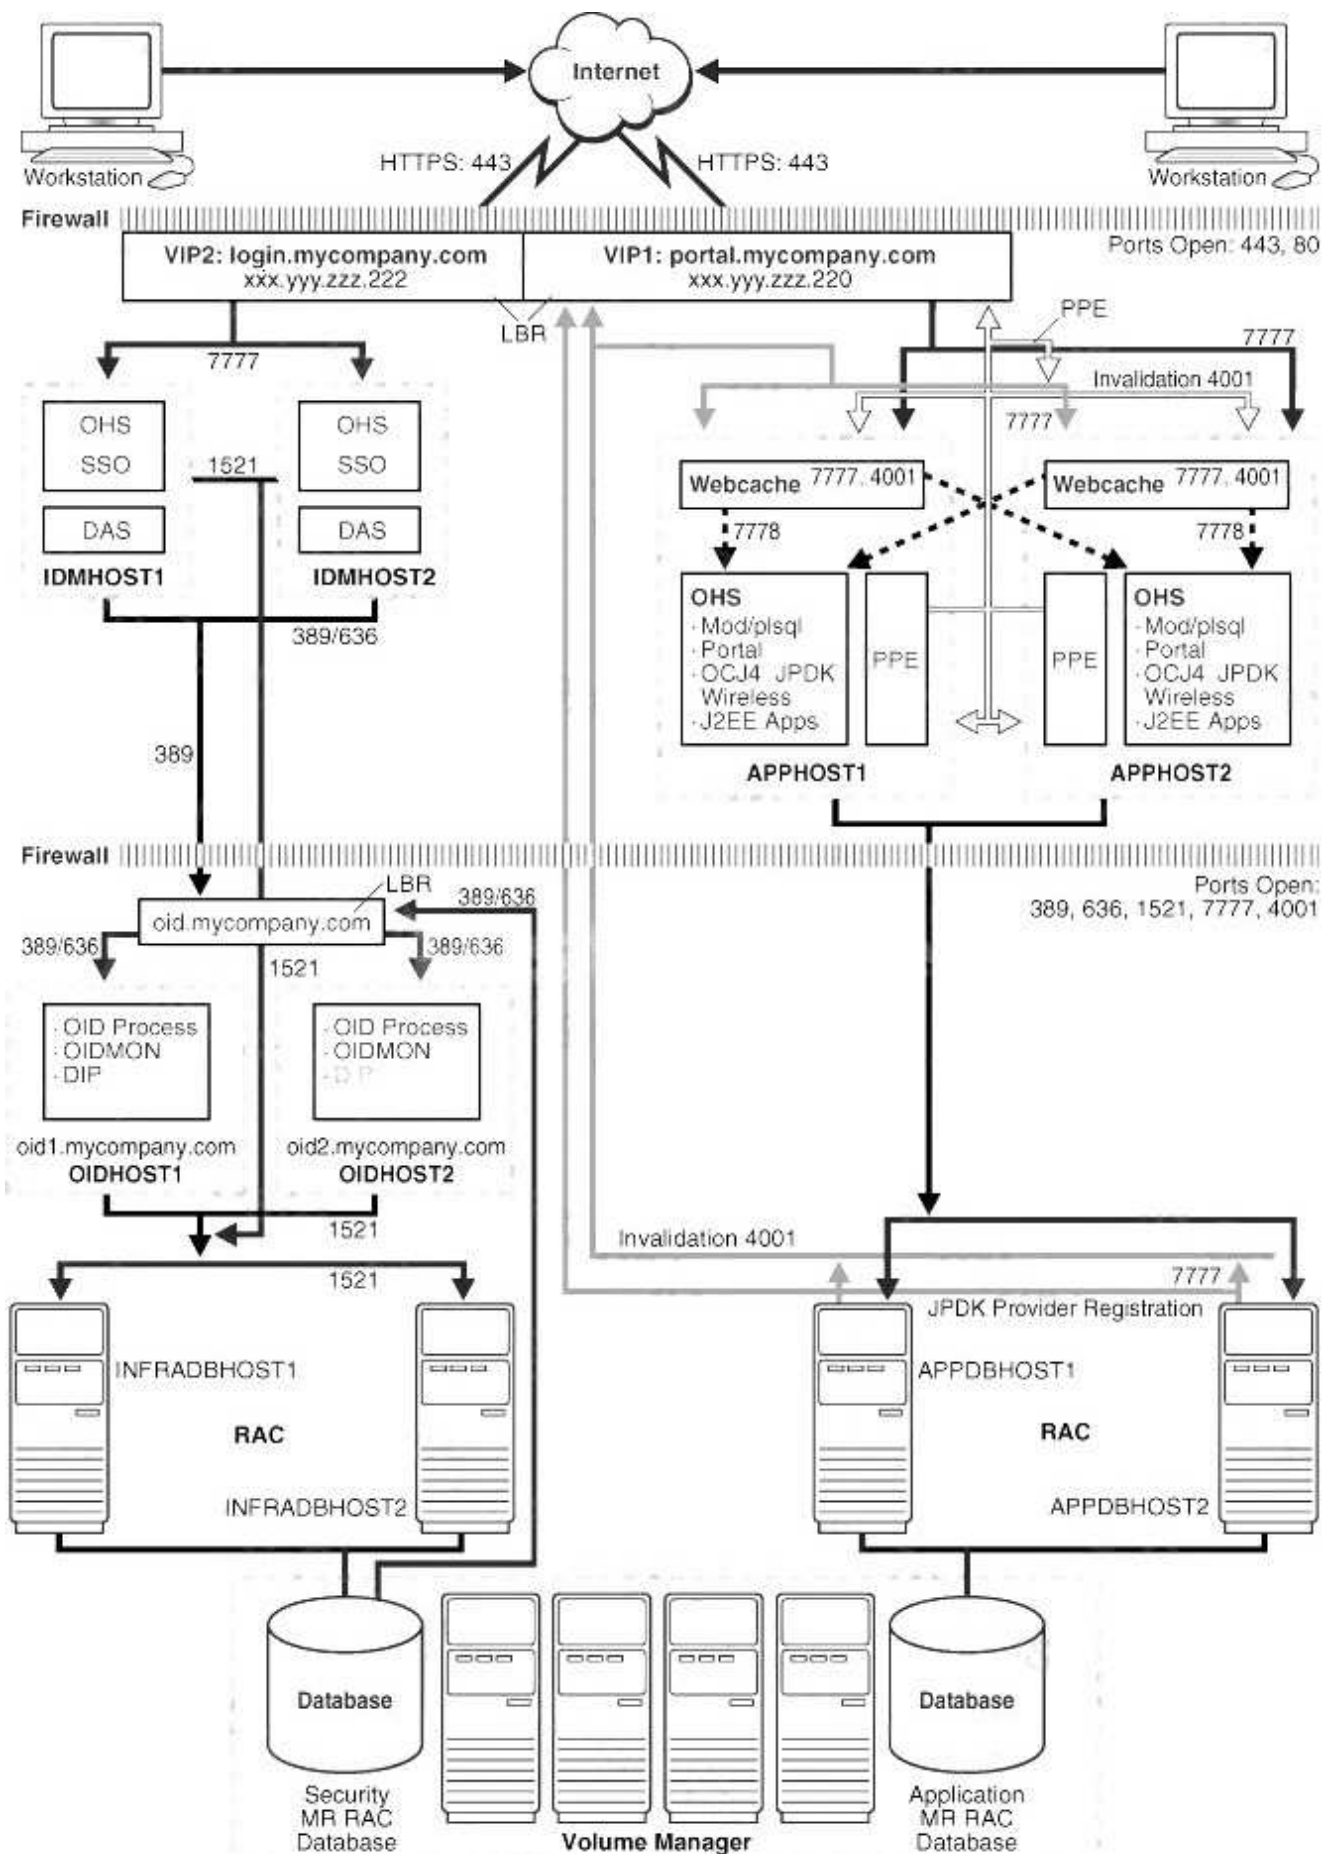 Internet
HTTPS: 443
HTTPS: 443
Workstation
Workstation
Firewall
Ports Open: 443, 80
VIP2: login.mycompany.com
xxx.yyy.zzz.222
VIP1: portal.mycompany.com
xxx.yyy.zzz.220
LBR
PPE
7777
7777
Invalidation 4001
7777
OHS
SSO
DAS
IDMHOST1
1521
OHS
SSO
DAS
IDMHOST2
Webcache 7777, 4001
Webcache 7777, 4001
7778
7778
OHS
· Mod/plsql
· Portal
· OCJ4 JPDK
Wireless
· J2EE Apps
PPE
APPHOST1
PPE
OHS
· Mod/plsql
· Portal
· OCJ4 JPDK
Wireless
· J2EE Apps
APPHOST2
389/636
389
Firewall
Ports Open:
389, 636, 1521, 7777, 4001
LBR
oid.mycompany.com
389/636
389/636
389/636
1521
· OID Process
· OIDMON
· DIP
oid1.mycompany.com
OIDHOST1
· OID Process
· OIDMON
· DIP
oid2.mycompany.com
OIDHOST2
1521
1521
Invalidation 4001
7777
JPDK Provider Registration
INFRADBHOST1
RAC
INFRADBHOST2
APPDBHOST1
RAC
APPDBHOST2
Database
Security
MR RAC
Database
Volume Manager
Database
Application
MR RAC
Database